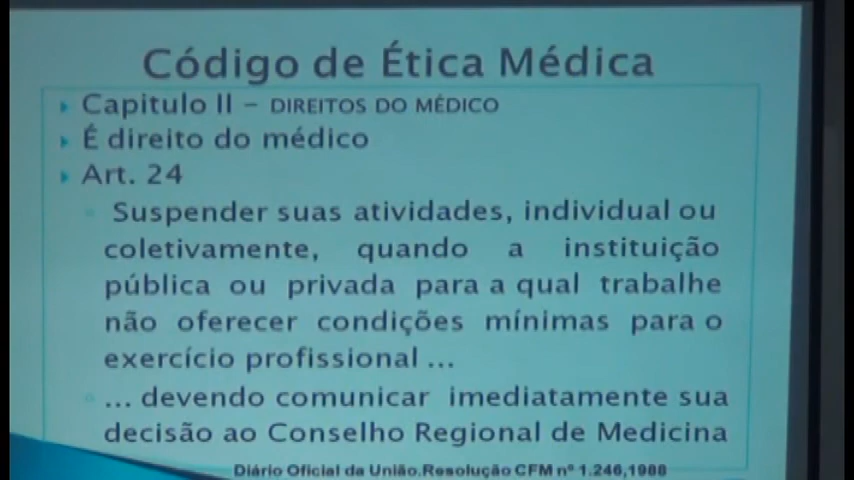 Código de Ética Médica
Capitulo II – DIREITOS DO MÉDICO
É direito do médico
Art. 24
Suspender suas atividades, individual ou
coletivamente, quando a instituição
pública ou privada para a qual trabalhe
não oferecer condições mínimas para o
exercício profissional ...
... devendo comunicar imediatamente sua
decisão ao Conselho Regional de Medicina
Diário Oficial da União.Resolução CFM nº 1.246,1988